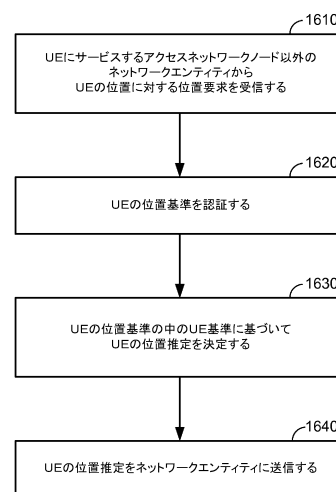 1610
UEにサービスするアクセスネットワークノード以外の
ネットワークエンティティから
UEの位置に対する位置要求を受信する
1620
UEの位置基準を認証する
1630
UEの位置基準の中のUE基準に基づいて
UEの位置推定を決定する
1640
UEの位置推定をネットワークエンティティに送信する